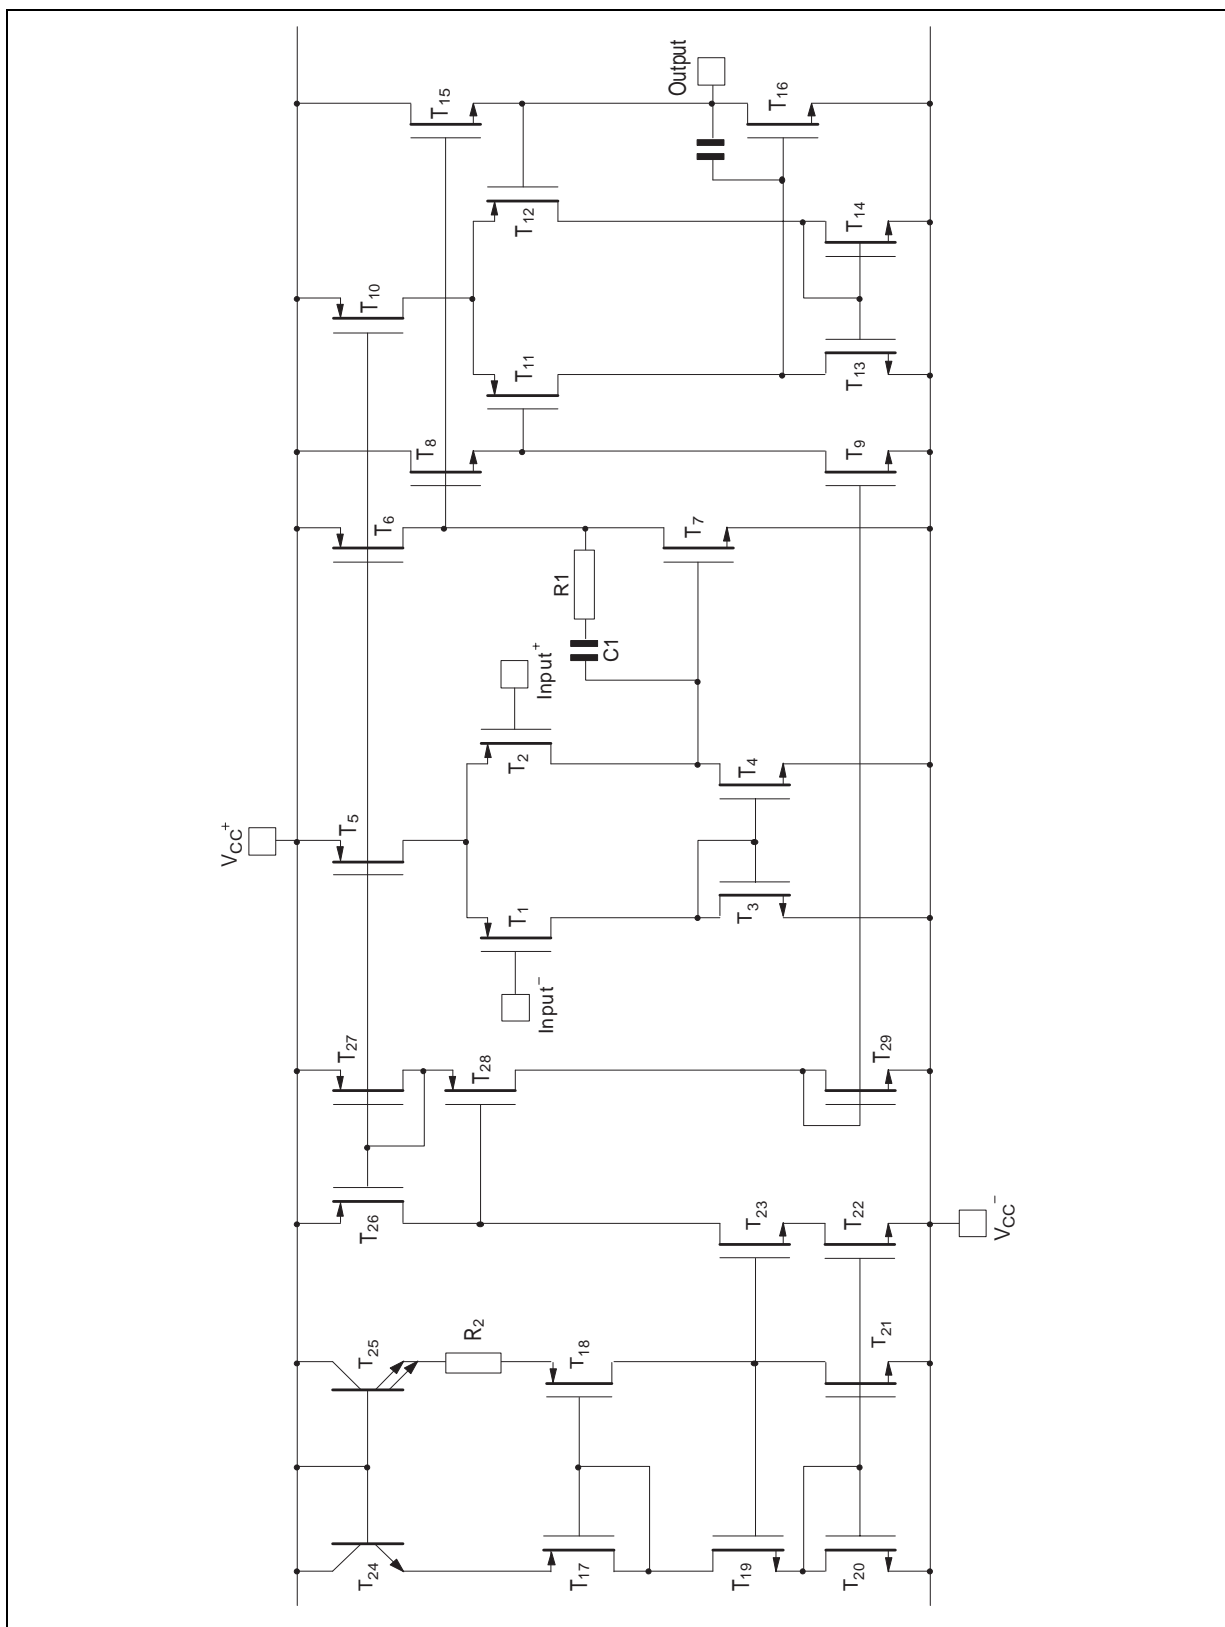 Output
T15
T16
T12
T14
T10
T11
T13
T8
T9
T6
T7
R1
C1
Input+
T2
T4
VCC+
T5
T1
T3
Input−
T27
T28
T29
T26
T23
T22
VCC−
T25
R2
T18
T21
T24
T17
T19
T20